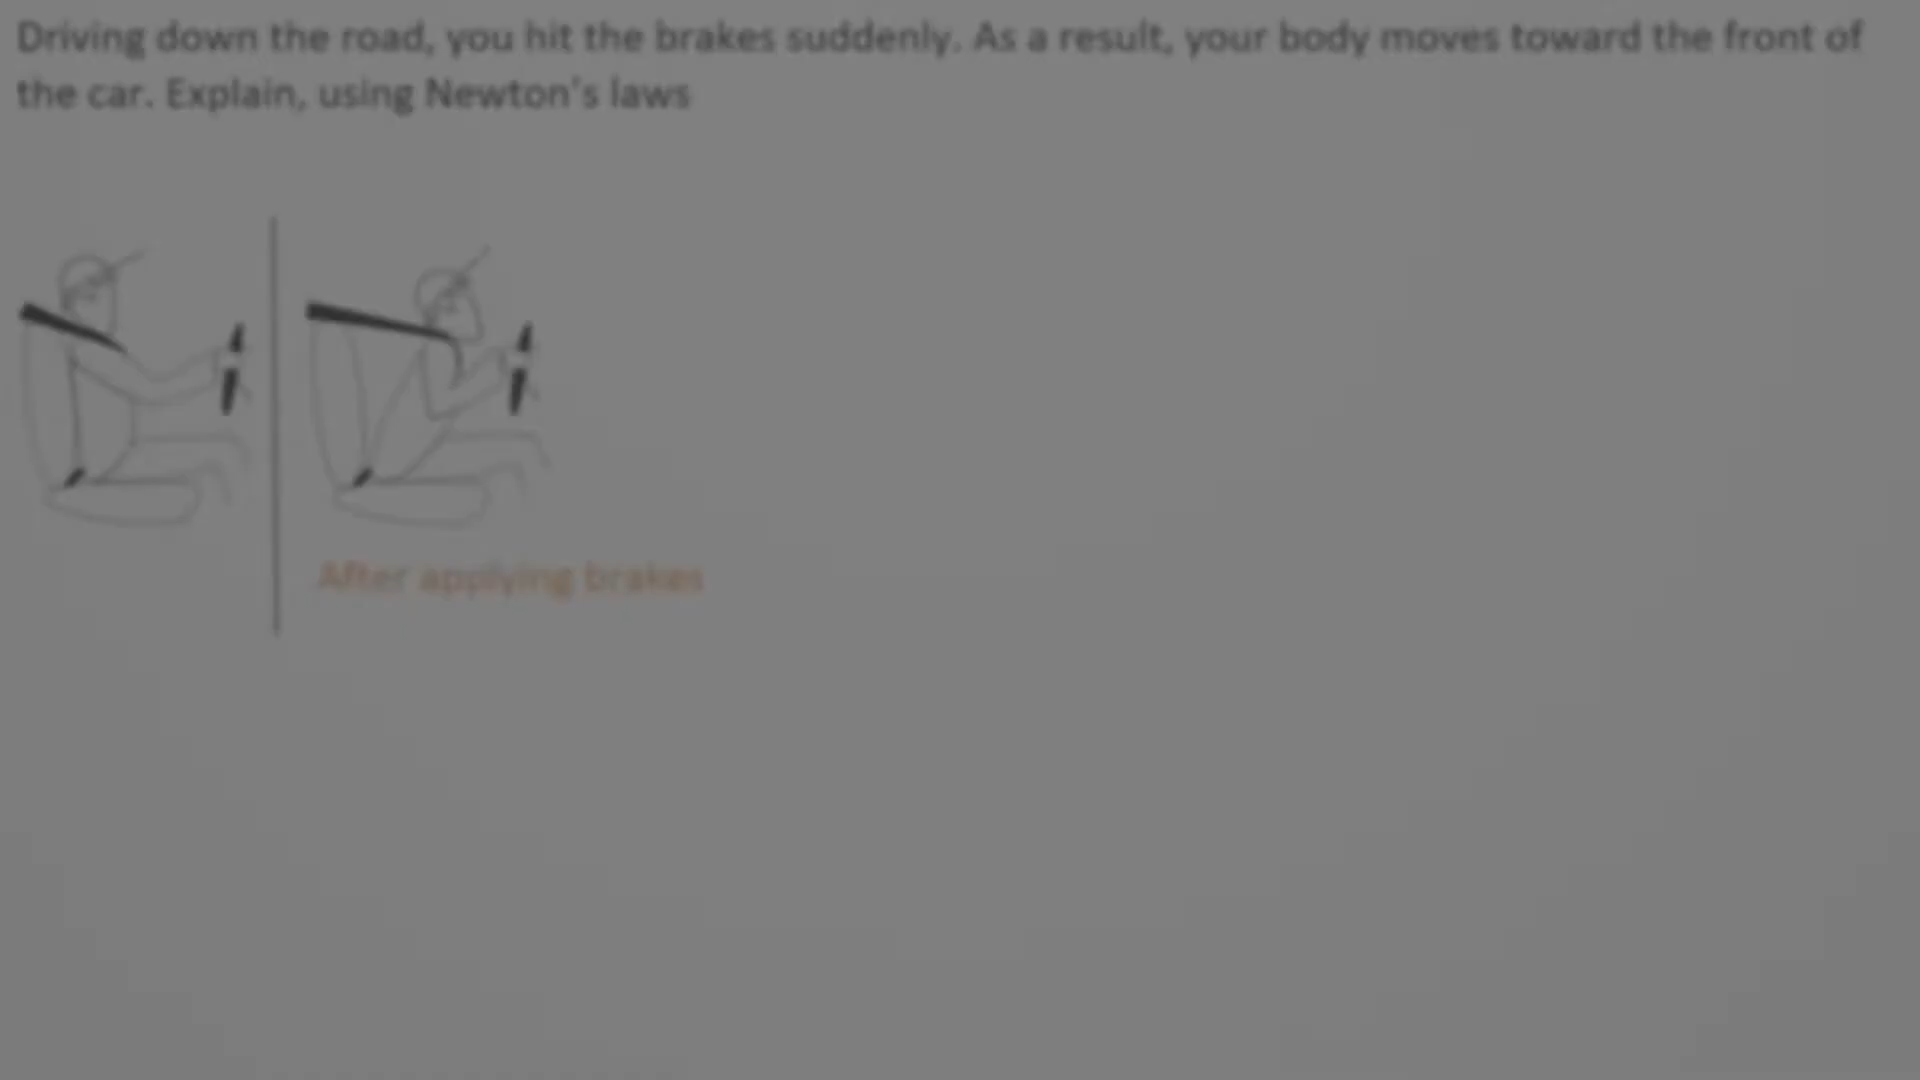 Driving down the road, you hit the brakes suddenly. As a result, your body moves toward the front of
the car. Explain, using Newton's laws
After applying brakes